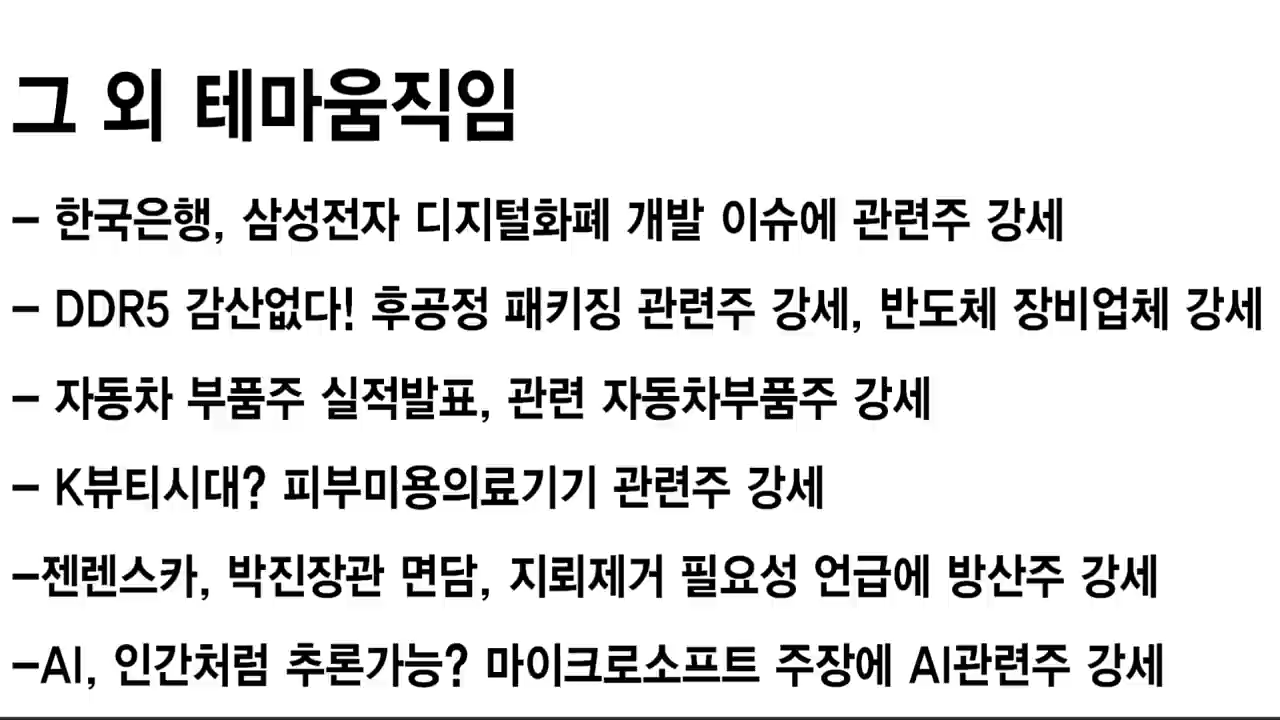 그 외 테마움직임
- 한국은행, 삼성전자 디지털화폐 개발 이슈에 관련주 강세
- DDR5 감산없다! 후공정 패키징 관련주 강세, 반도체 장비업체 강세
- 자동차 부품주 실적발표, 관련 자동차부품주 강세
- K뷰티시대? 피부미용의료기기 관련주 강세
-젠렌스카, 박진장관 면담, 지뢰제거 필요성 언급에 방산주 강세
-AI, 인간처럼 추론가능? 마이크로소프트 주장에 AI관련주 강세